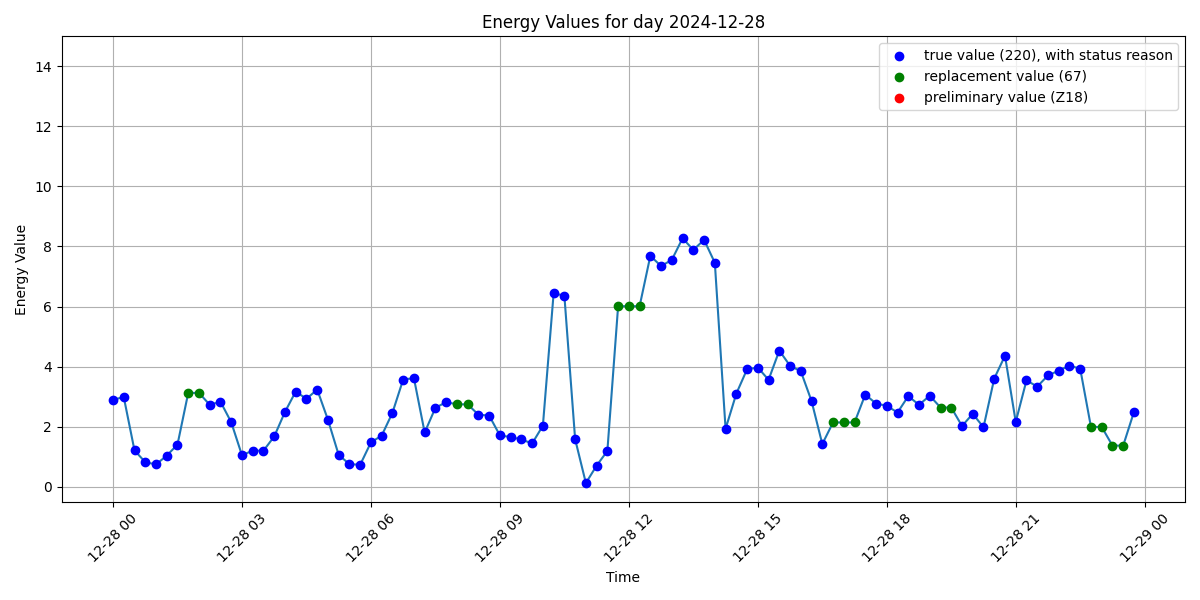 Energy Values for day 2024-12-28
true value (220), with status reason
replacement value (67)
preliminary value (Z18)
Energy Value
14
12
10
8
6
4
2
0
12-28 00
12-28 03
12-28 06
12-28 09
12-28 12
12-28 15
12-28 18
12-28 21
12-29 00
Time